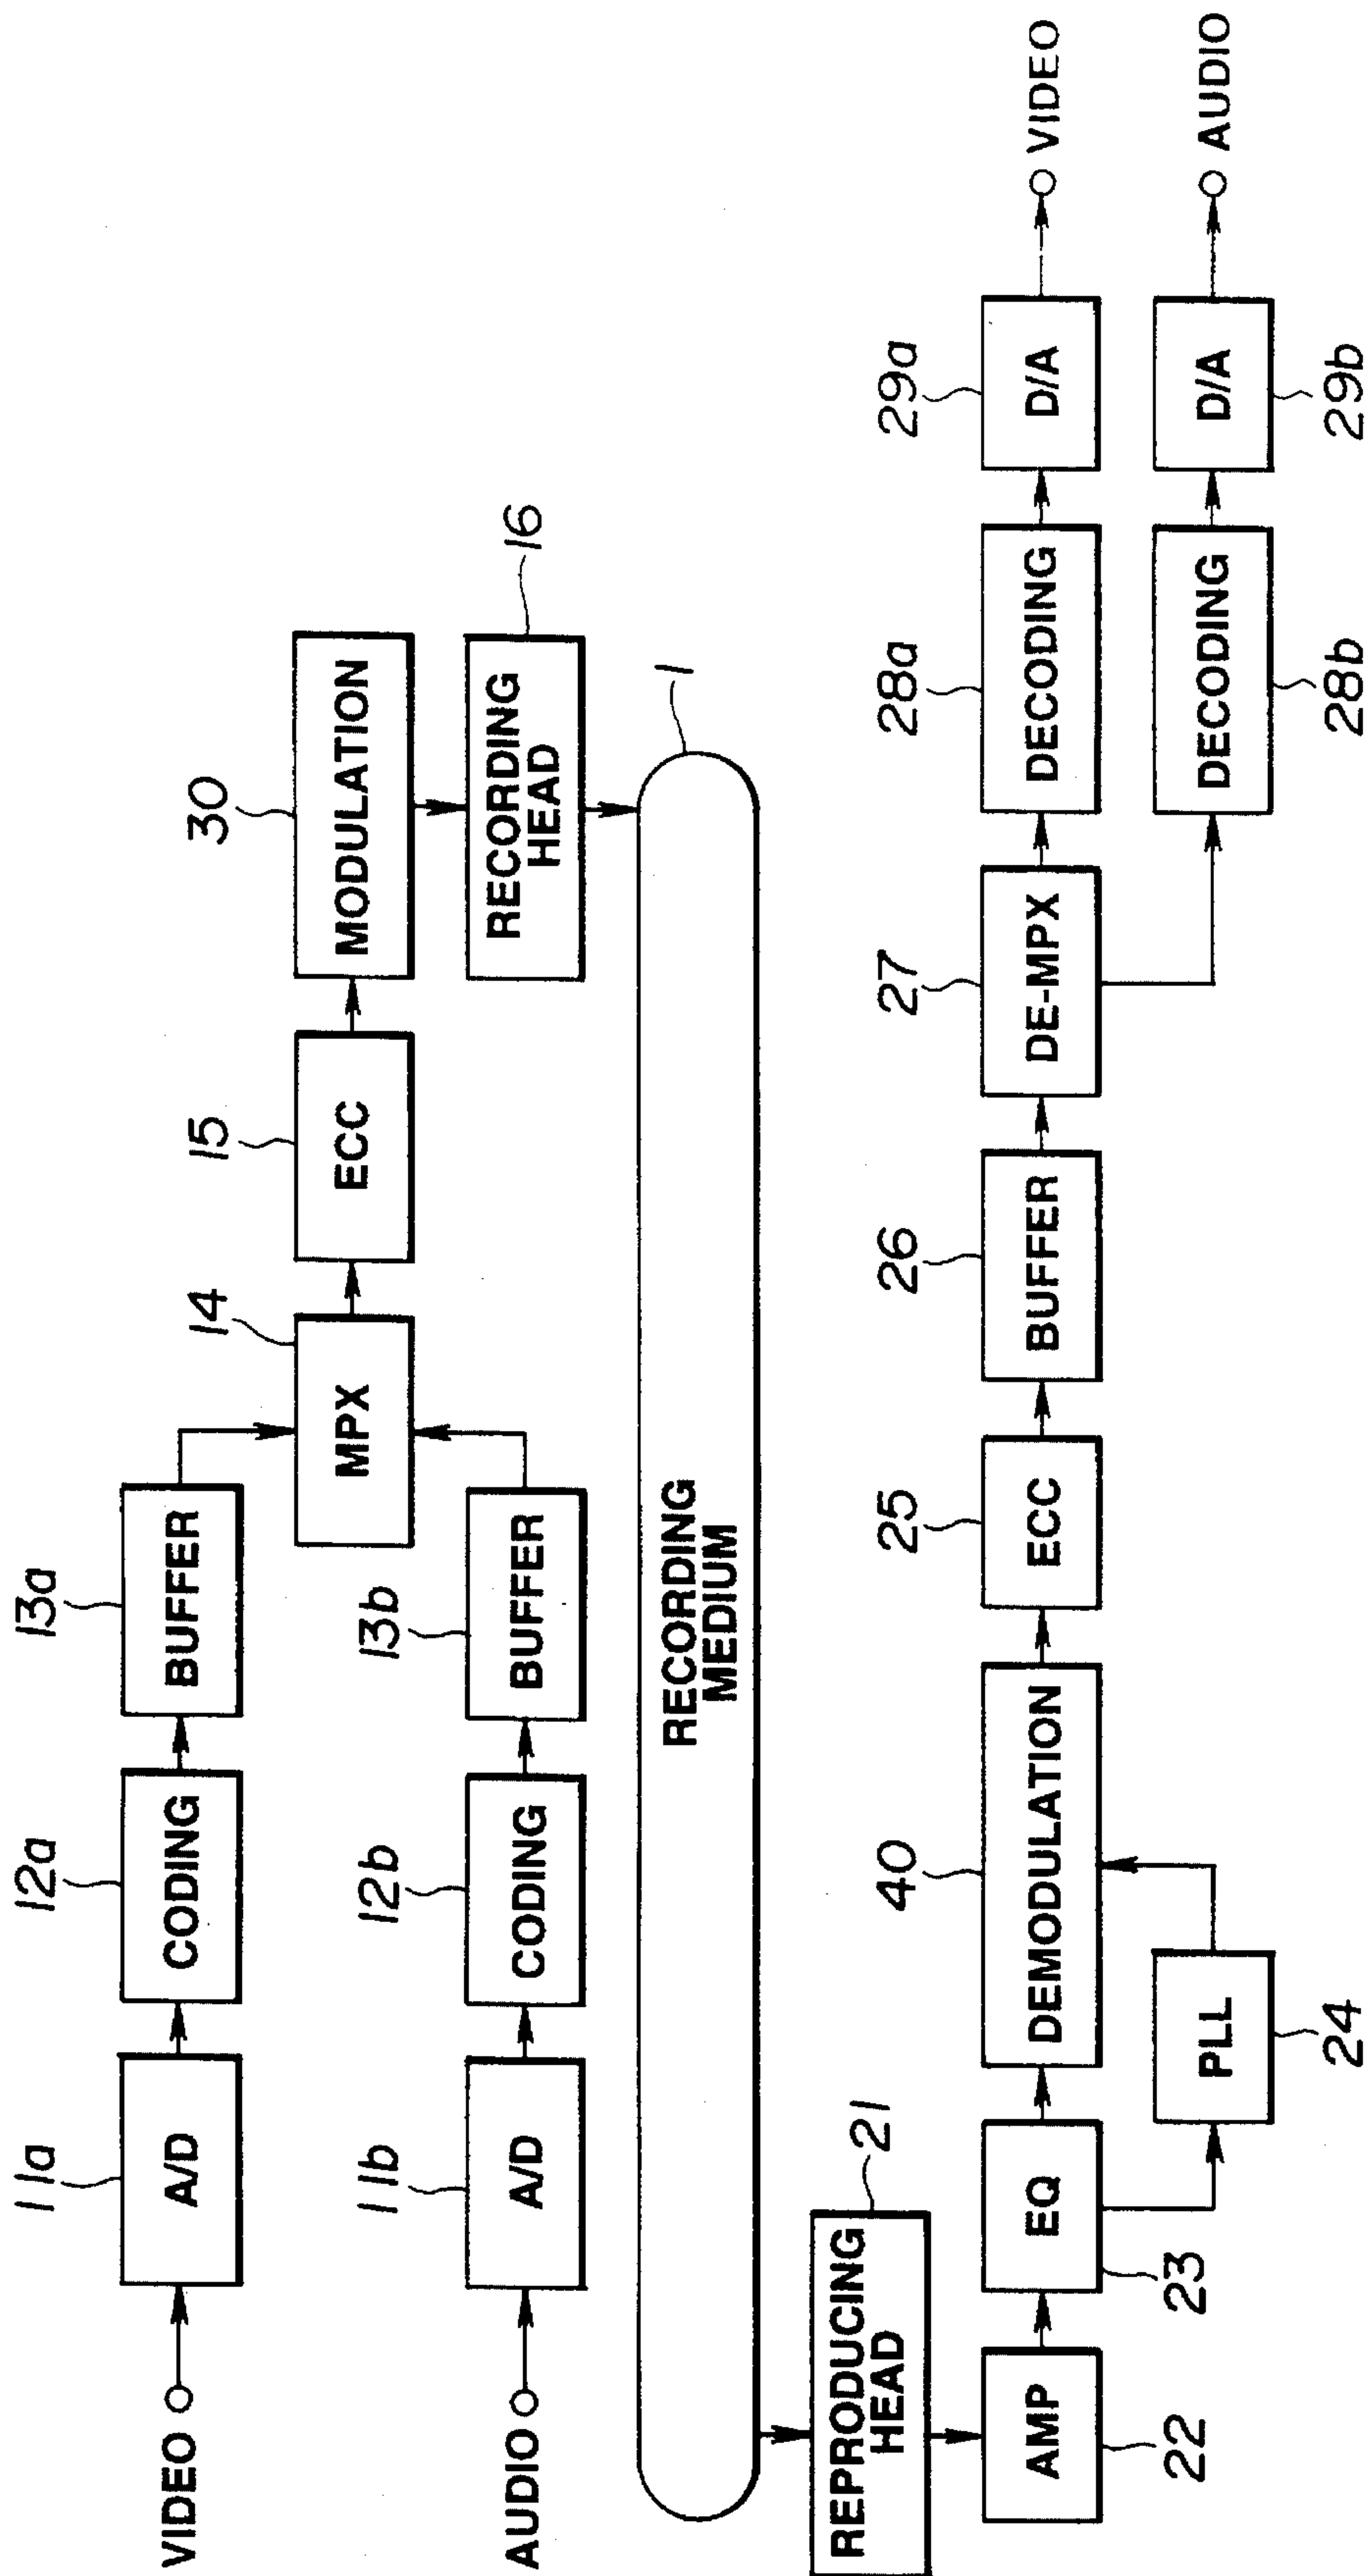 11a
12a
13a
VIDEO
A/D
CODING
BUFFER
14
15
30
MPX
ECC
MODULATION
11b
12b
13b
16
AUDIO
A/D
CODING
BUFFER
RECORDING
HEAD
1
RECORDING
MEDIUM
21
REPRODUCING
HEAD
40
25
26
27
28a
29a
AMP
EQ
DEMODULATION
ECC
BUFFER
DE-MPX
DECODING
D/A
VIDEO
22
23
PLL
24
DECODING
D/A
AUDIO
28b
29b